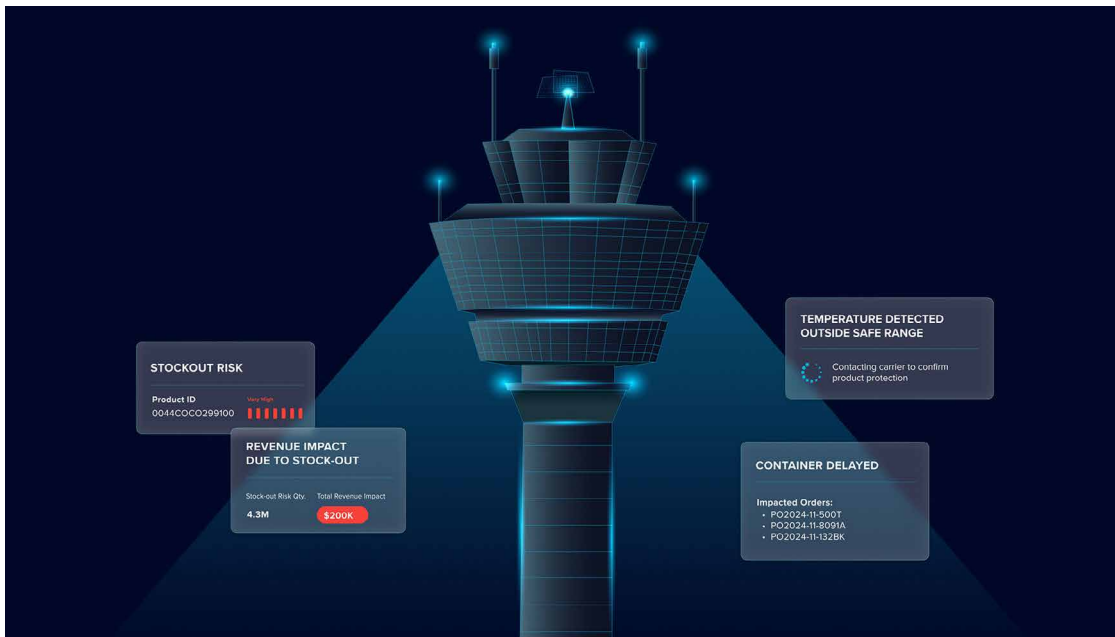 STOCKOUT RISK
Product ID
Very High
0044COCO299100
REVENUE IMPACT
DUE TO STOCK-OUT
Stock-out Risk Qty.
Total Revenue Impact
4.3M
$200K
TEMPERATURE DETECTED
OUTSIDE SAFE RANGE
Contacting carrier to confirm
product protection
CONTAINER DELAYED
Impacted Orders:
• PO2024-11-500T
• PO2024-11-8091A
• PO2024-11-132BK